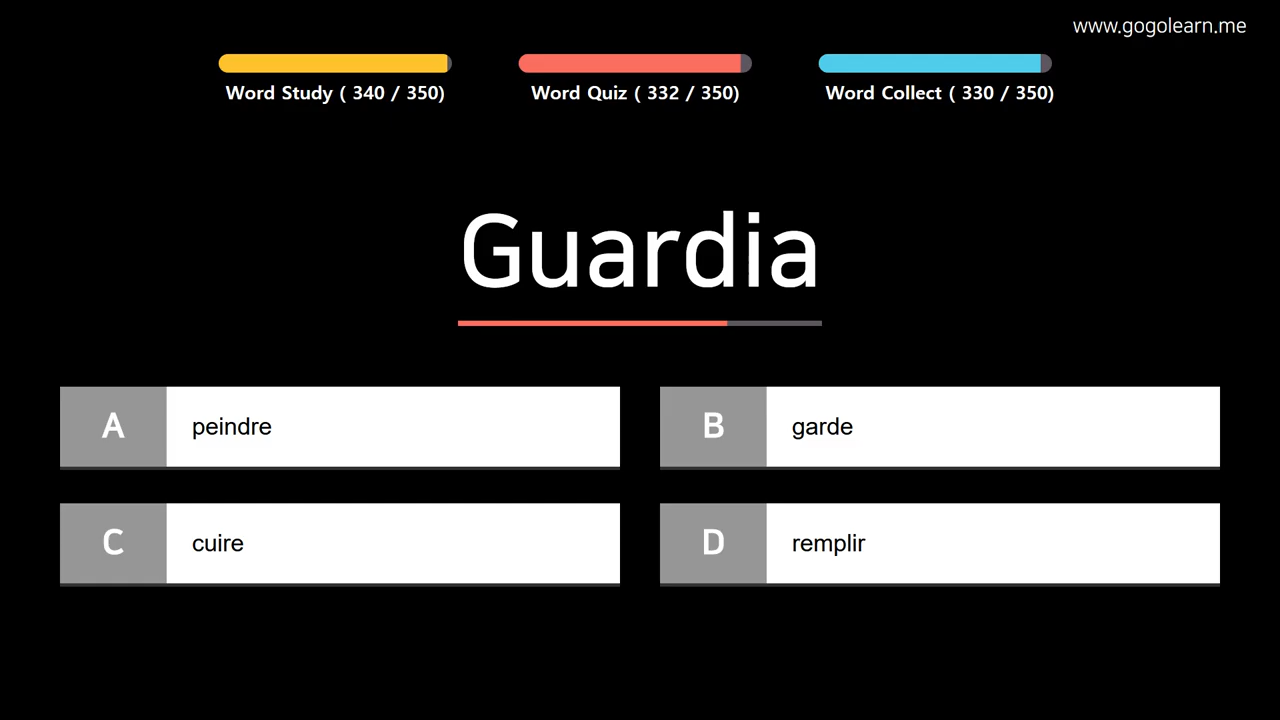 www.gogolearn.me
Word Study ( 340 / 350)
Word Quiz ( 332 / 350)
Word Collect ( 330 / 350)
Guardia
A peindre
B garde
C cuire
D remplir